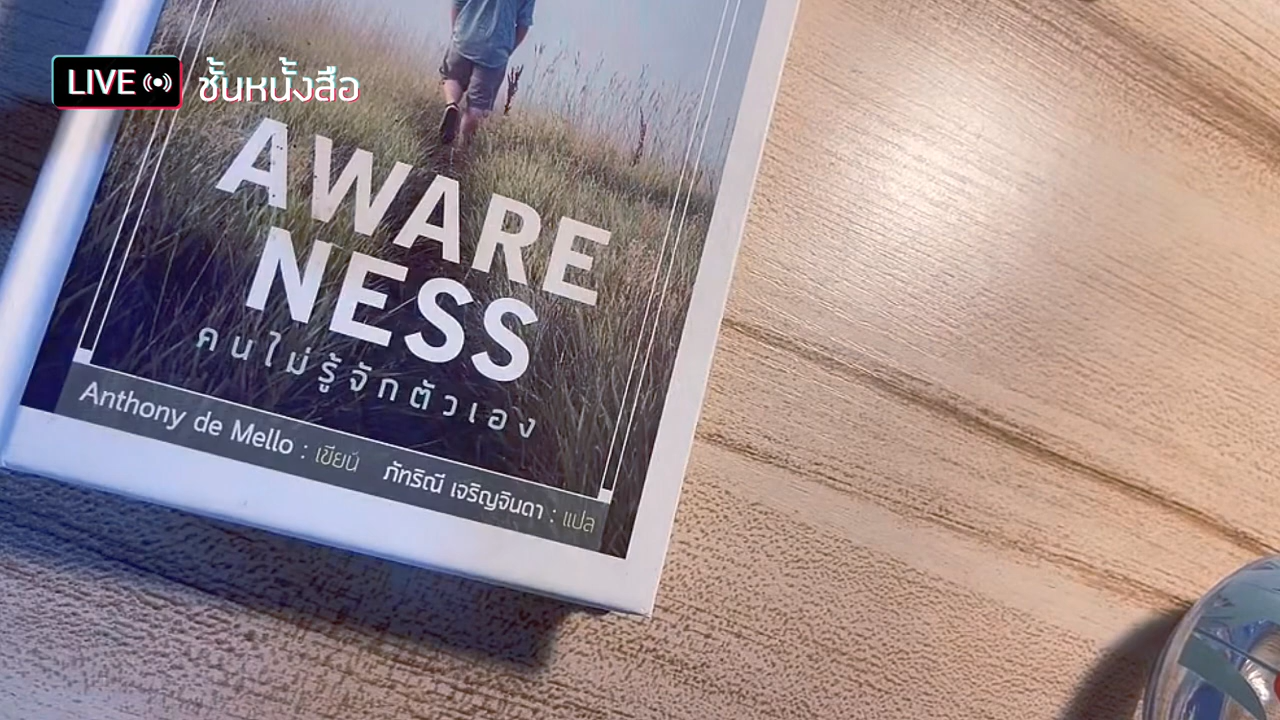 LIVE ชั้นหนั้งสือ
AWARE
NESS
คนไม่รู้จักตัวเอง
Anthony de Mello : เขียน ภัทริณี เจริญจินดา : แปล